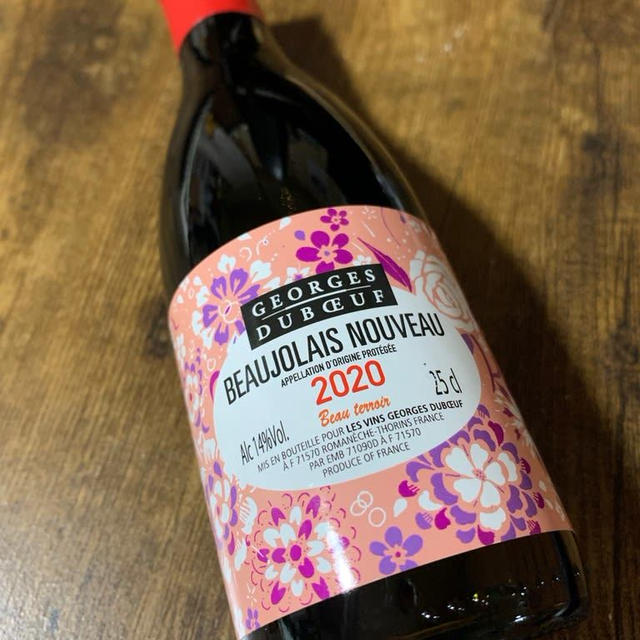 GEORGES
DUBŒUF
BEAUJOLAIS NOUVEAU
APPELLATION D'ORIGINE PROTÉGÉE
2020
Beau terroir
Alc 14%Vol. 25 cl
MIS EN BOUTEILLE POUR LES VINS GEORGES DUBŒUF
À F 71570 ROMANÈCHE-THORINS FRANCE
PAR EMB 71090D À F 71570
PRODUCE OF FRANCE